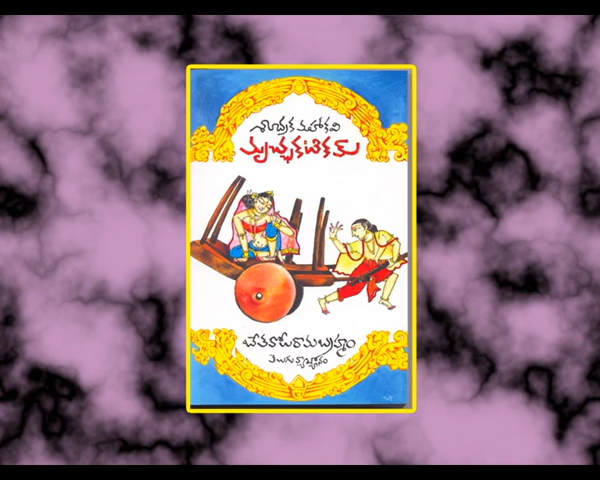 శూద్రక మహాకవి
మృచ్ఛకటికమ్
బేతవోలు రామబ్రహ్మం
తెలుగు వ్యాఖ్యానం